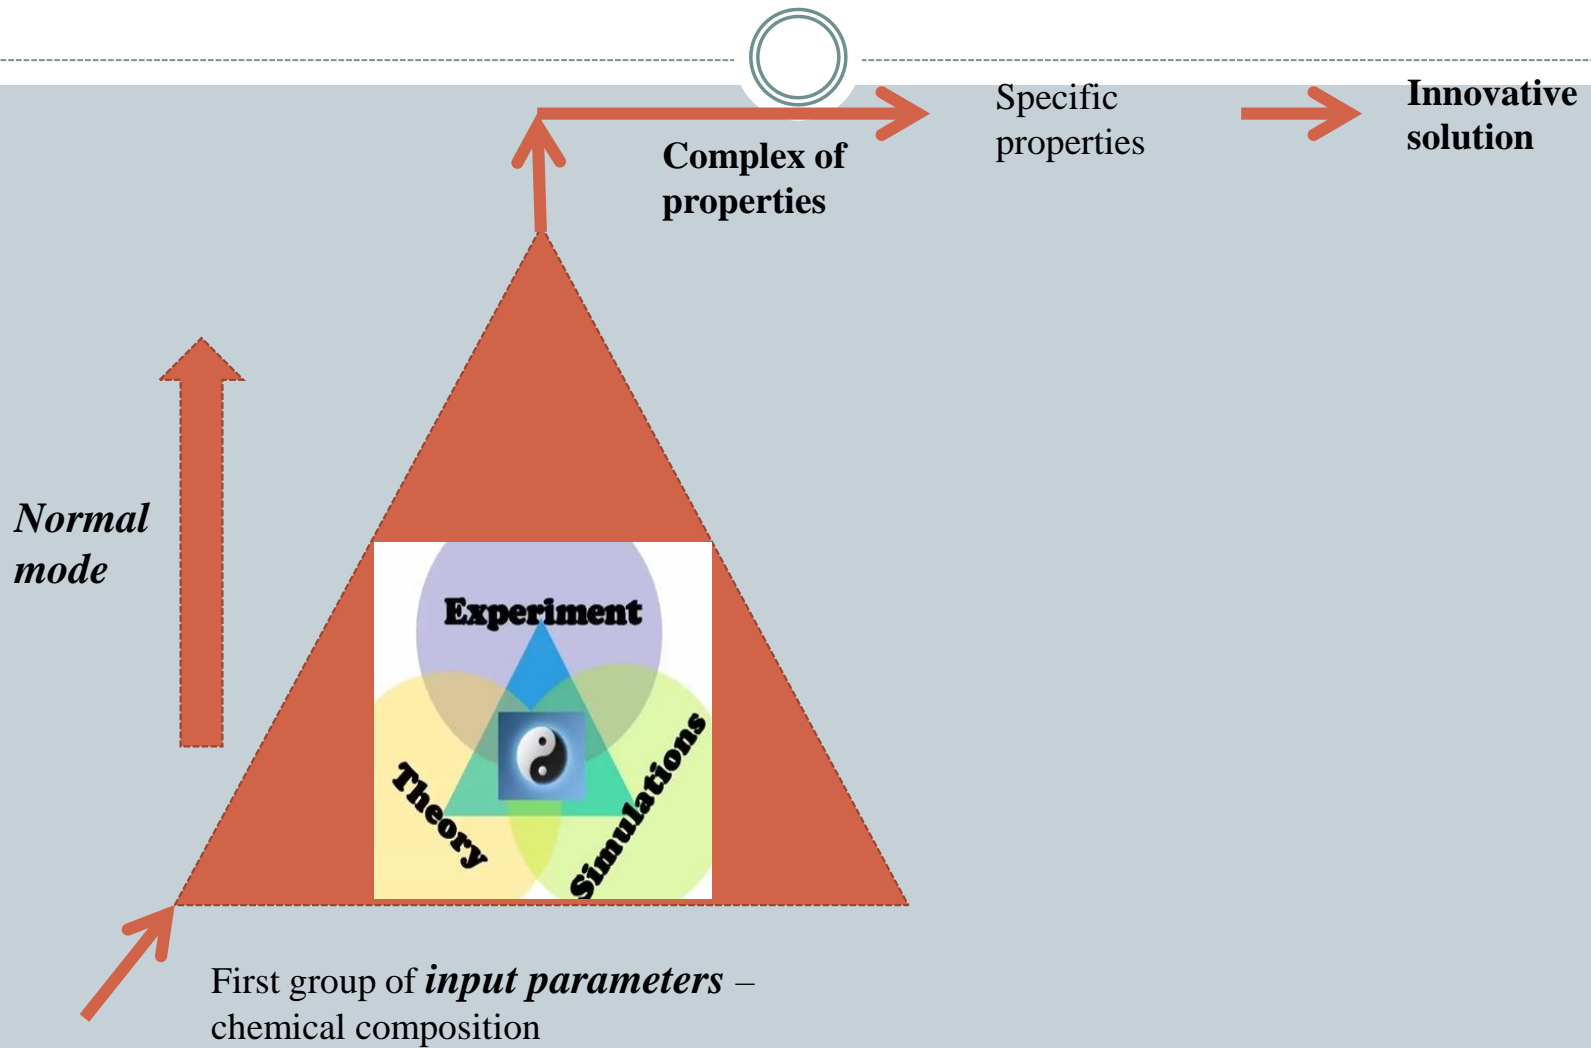 Specific
properties
Innovative
solution
Complex of
properties
Normal
mode
Experiment
Theory
Simulations
First group of input parameters –
chemical composition